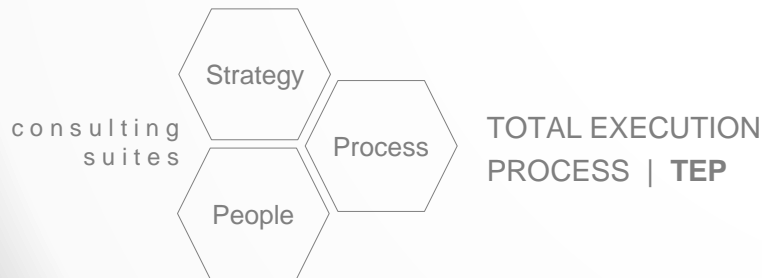 Strategy
consulting
suites
Process
People
TOTAL EXECUTION
PROCESS | TEP